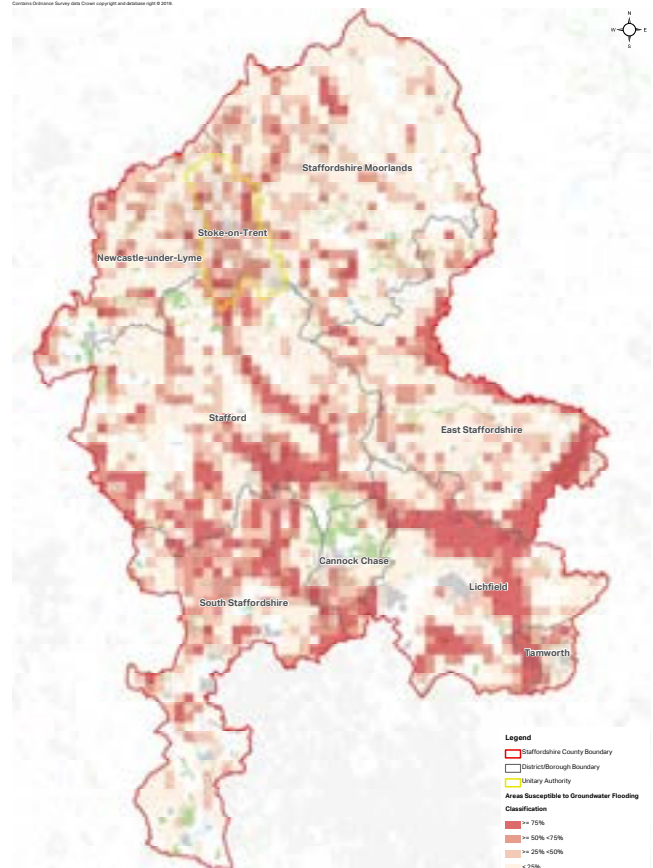 Contains Ordnance Survey data Crown copyright and database right © 2019.
N
W E
S
Staffordshire Moorlands
Stoke-on-Trent
Newcastle-under-Lyme
Stafford
East Staffordshire
Cannock Chase
Lichfield
South Staffordshire
Tamworth
Legend
Staffordshire County Boundary
District/Borough Boundary
Unitary Authority
Areas Susceptible to Groundwater Flooding
Classification
>= 75%
>= 50% <75%
>= 25% <50%
< 25%